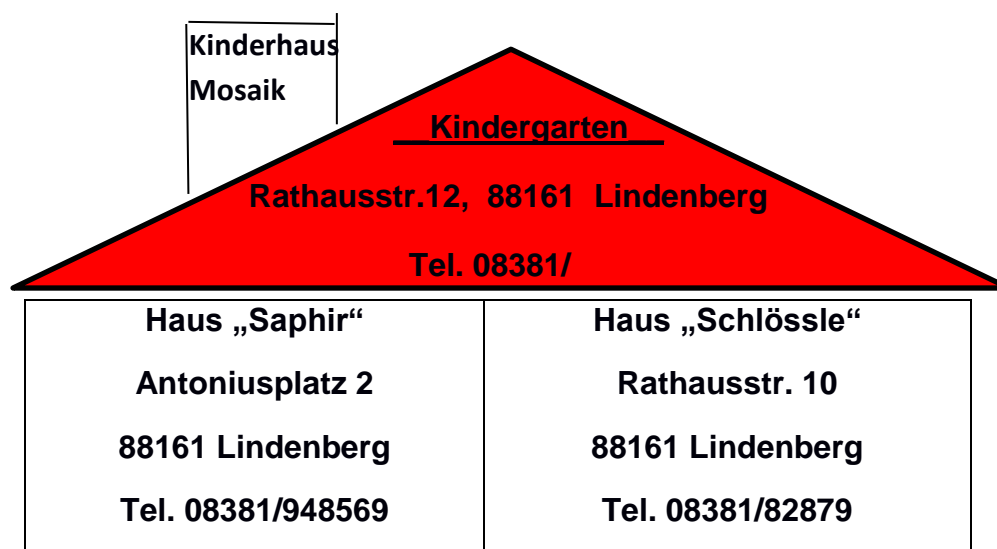 Kinderhaus
Mosaik
__Kindergarten__
Rathausstr.12, 88161 Lindenberg
Tel. 08381/
Haus „Saphir“
Antoniusplatz 2
88161 Lindenberg
Tel. 08381/948569
Haus „Schlössle“
Rathausstr. 10
88161 Lindenberg
Tel. 08381/82879